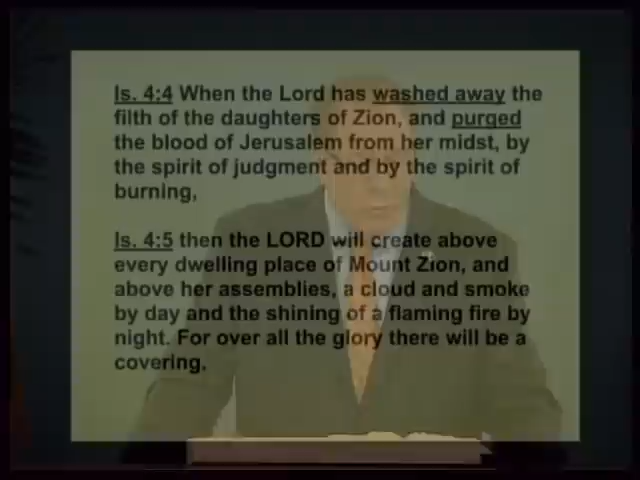 Is. 4:4 When the Lord has washed away the
filth of the daughters of Zion, and purged
the blood of Jerusalem from her midst, by
the spirit of judgment and by the spirit of
burning,
Is. 4:5 then the LORD will create above
every dwelling place of Mount Zion, and
above her assemblies, a cloud and smoke
by day and the shining of a flaming fire by
night. For over all the glory there will be a
covering.